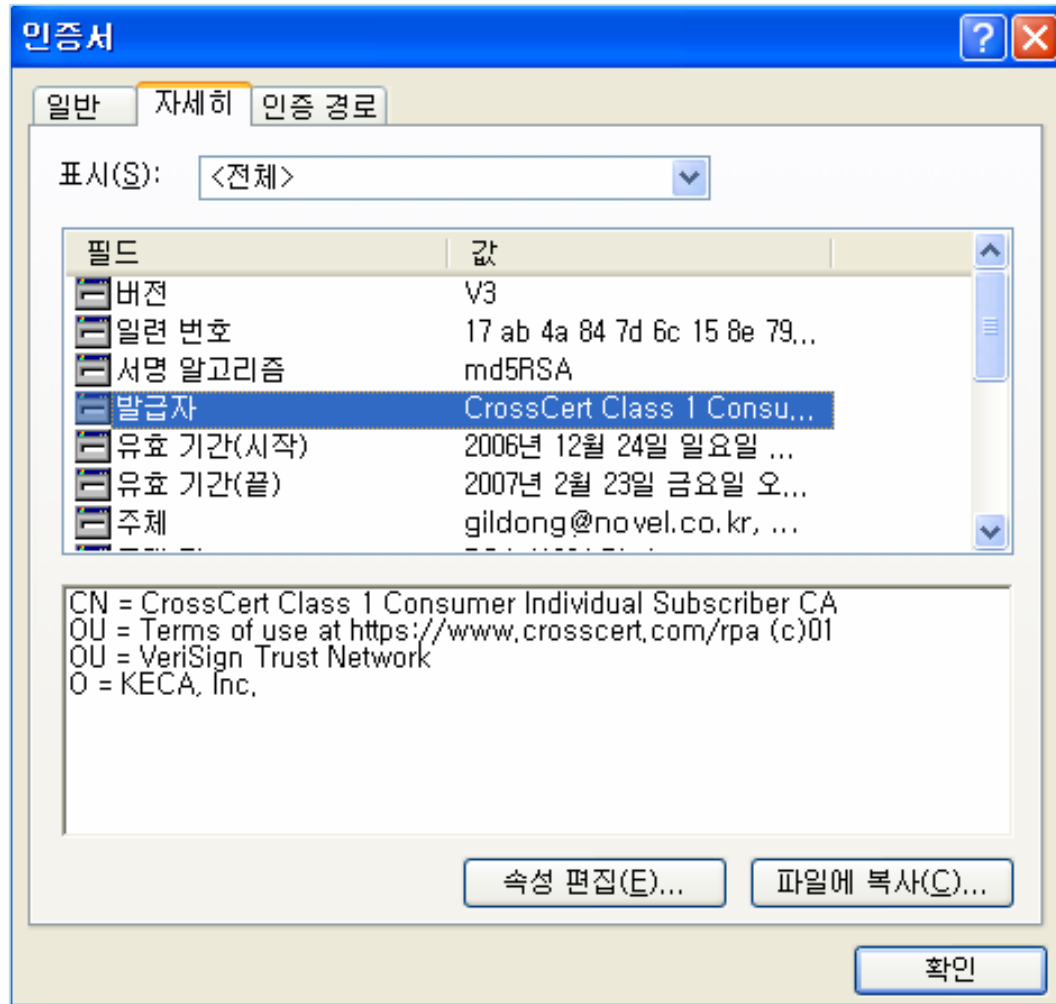 인증서
일반 자세히 인증 경로
표시(S): <전체>
필드 값
버전 V3
일련 번호 17 ab 4a 84 7d 6c 15 8e 79,...
서명 알고리즘 md5RSA
발급자 CrossCert Class 1 Consu,...
유효 기간(시작) 2006년 12월 24일 일요일 ...
유효 기간(끝) 2007년 2월 23일 금요일 오...
주체 gildong@novel.co.kr, ...
CN = CrossCert Class 1 Consumer Individual Subscriber CA
OU = Terms of use at https://www.crosscert.com/rpa (c)01
OU = VeriSign Trust Network
O = KECA, Inc.
속성 편집(E)... 파일에 복사(C)...
확인